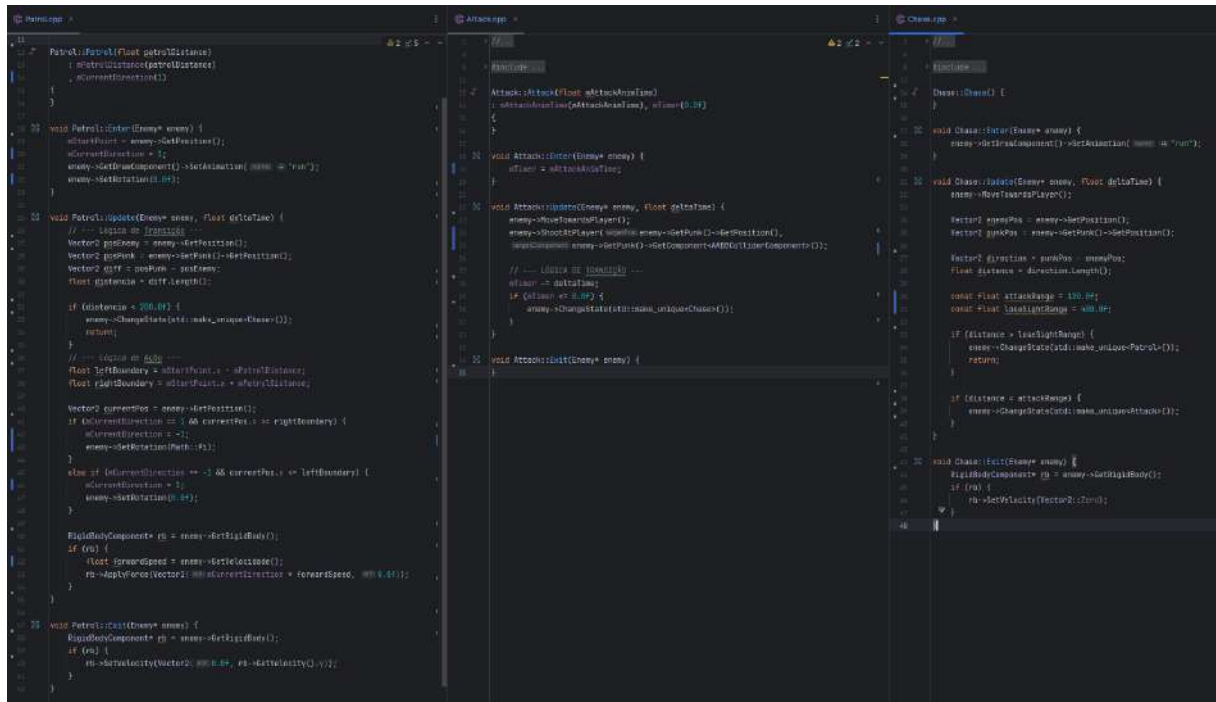 Patrol.cpp
Patrol::Patrol(float patrolDistance)
: mPatrolDistance(patrolDistance)
, mCurrentDirection(1)
{
}
void Patrol::Enter(Enemy* enemy) {
mStartPoint = enemy->GetPosition();
mCurrentDirection = 1;
enemy->GetDrawComponent()->SetAnimation("run");
enemy->SetRotation(0.0f);
}
void Patrol::Update(Enemy* enemy, float deltaTime) {
// --- Lógica de Transição ---
Vector2 posEnemy = enemy->GetPosition();
Vector2 posPunk = enemy->GetPunk()->GetPosition();
Vector2 diff = posPunk - posEnemy;
float distancia = diff.Length();
if (distancia < 200.0f) {
enemy->ChangeState(std::make_unique<Chase>());
return;
}
// --- Lógica de Ação ---
float leftBoundary = mStartPoint.x - mPatrolDistance;
float rightBoundary = mStartPoint.x + mPatrolDistance;
Vector2 currentPos = enemy->GetPosition();
if (mCurrentDirection == 1 && currentPos.x >= rightBoundary) {
mCurrentDirection = -1;
enemy->SetRotation(Math::Pi);
}
else if (mCurrentDirection == -1 && currentPos.x <= leftBoundary) {
mCurrentDirection = 1;
enemy->SetRotation(0.0f);
}
RigidBodyComponent* rb = enemy->GetRigidBody();
if (rb) {
float forwardSpeed = enemy->GetVelocidade();
rb->ApplyForce(Vector2(mCurrentDirection * forwardSpeed, 0.0f));
}
}
void Patrol::Exit(Enemy* enemy) {
RigidBodyComponent* rb = enemy->GetRigidBody();
if (rb) {
rb->SetVelocity(Vector2(0.0f, rb->GetVelocity().y));
}
}
Attack.cpp
//...
#include ...
Attack::Attack(float mAttackAnimTime)
: mAttackAnimTime(mAttackAnimTime), mTimer(0.0f)
{
}
void Attack::Enter(Enemy* enemy) {
mTimer = mAttackAnimTime;
}
void Attack::Update(Enemy* enemy, float deltaTime) {
enemy->MoveTowardsPlayer();
enemy->ShootAtPlayer(enemy->GetPunk()->GetPosition(),
enemy->GetPunk()->GetComponent<AABBColliderComponent>());
// --- LÓGICA DE TRANSIÇÃO ---
mTimer -= deltaTime;
if (mTimer <= 0.0f) {
enemy->ChangeState(std::make_unique<Chase>());
}
}
void Attack::Exit(Enemy* enemy) {
}
Chase.cpp
//...
#include ...
Chase::Chase() {
}
void Chase::Enter(Enemy* enemy) {
enemy->GetDrawComponent()->SetAnimation("run");
}
void Chase::Update(Enemy* enemy, float deltaTime) {
enemy->MoveTowardsPlayer();
Vector2 enemyPos = enemy->GetPosition();
Vector2 punkPos = enemy->GetPunk()->GetPosition();
Vector2 direction = punkPos - enemyPos;
float distance = direction.Length();
const float attackRange = 130.0f;
const float loseSightRange = 400.0f;
if (distance > loseSightRange) {
enemy->ChangeState(std::make_unique<Patrol>());
return;
}
if (distance < attackRange) {
enemy->ChangeState(std::make_unique<Attack>());
}
}
void Chase::Exit(Enemy* enemy) {
RigidBodyComponent* rb = enemy->GetRigidBody();
if (rb) {
rb->SetVelocity(Vector2::Zero);
}
}